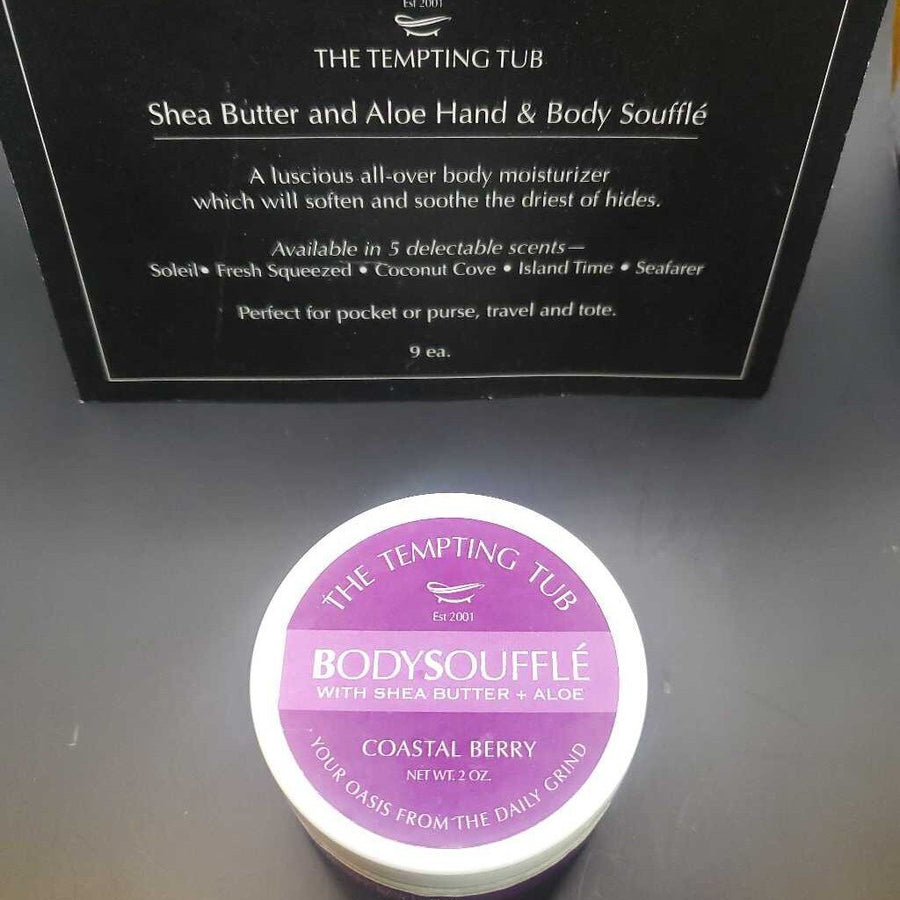 Est 2001
THE TEMPTING TUB
Shea Butter and Aloe Hand & Body Soufflé
A luscious all-over body moisturizer
which will soften and soothe the driest of hides.
Available in 5 delectable scents—
Soleil• Fresh Squeezed • Coconut Cove • Island Time • Seafarer
Perfect for pocket or purse, travel and tote.
9 ea.
THE TEMPTING TUB
Est 2001
BODYSOUFFLÉ
WITH SHEA BUTTER + ALOE
COASTAL BERRY
NET WT. 2 OZ.
YOUR OASIS FROM THE DAILY GRIND